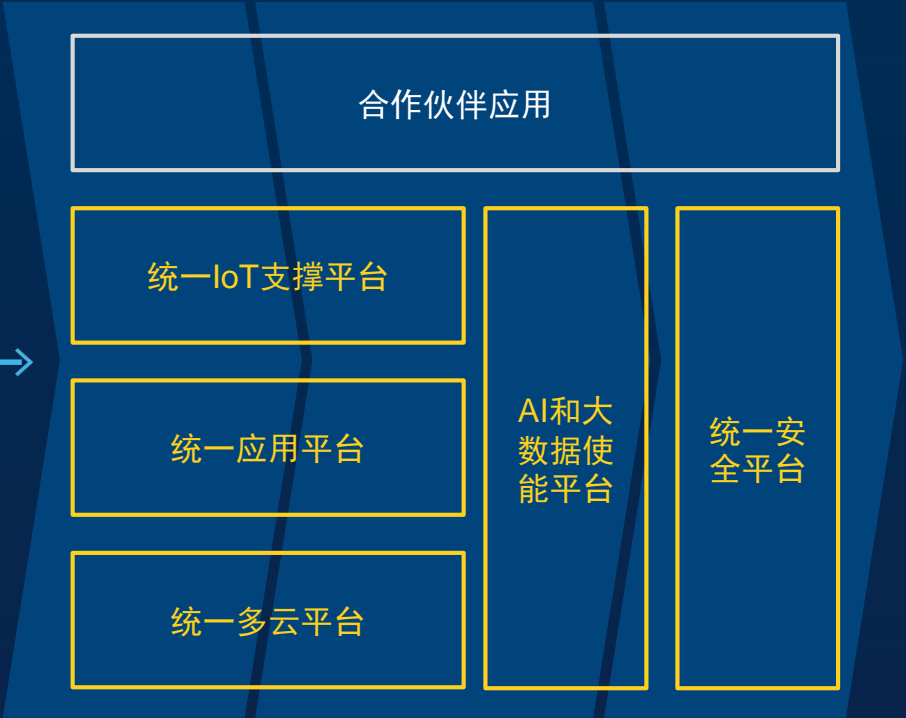 合作伙伴应用
统一IoT支撑平台
统一应用平台
统一多云平台
AI和大
数据使
能平台
统一安
全平台